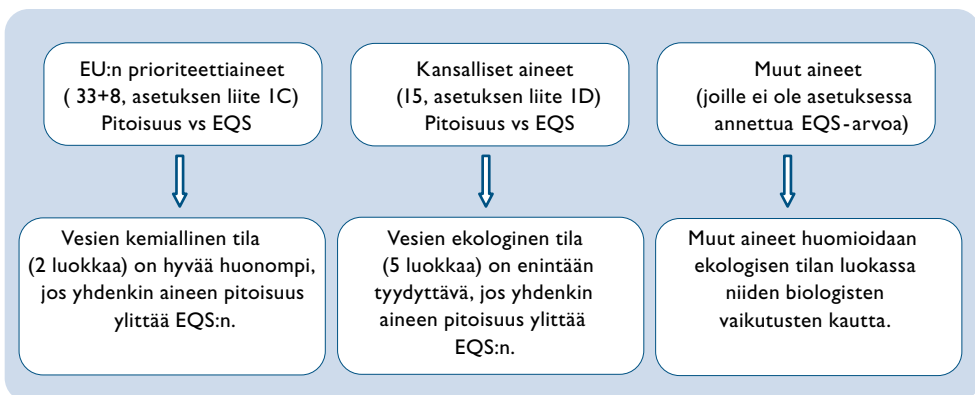 EU:n prioriteettiaineet
( 33+8, asetuksen liite 1C)
Pitoisuus vs EQS
Kansalliset aineet
(15, asetuksen liite 1D)
Pitoisuus vs EQS
Muut aineet
(joille ei ole asetuksessa
annettua EQS-arvoa)
Vesien kemiallinen tila
(2 luokkaa) on hyvää huonompi,
jos yhdenkin aineen pitoisuus
ylittää EQS:n.
Vesien ekologinen tila
(5 luokkaa) on enintään
tyydyttävä, jos yhdenkin
aineen pitoisuus ylittää
EQS:n.
Muut aineet huomioidaan
ekologisen tilan luokassa
niiden biologisten
vaikutusten kautta.